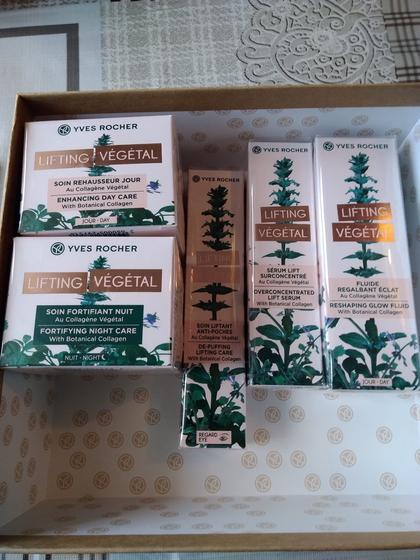 YVES ROCHER
LIFTING VÉGÉTAL
SOIN REHAUSSEUR JOUR
Au Collagène Végétal
ENHANCING DAY CARE
With Botanical Collagen
JOUR · DAY
YVES ROCHER
LIFTING VÉGÉTAL
SOIN FORTIFIANT NUIT
Au Collagène Végétal
FORTIFYING NIGHT CARE
With Botanical Collagen
NUIT · NIGHT
YVES ROCHER
LIFTING
SOIN LIFTANT
ANTI-POCHES
Au Collagène Végétal
DE-PUFFING
LIFTING CARE
With Botanical Collagen
REGARD
EYE
YVES ROCHER
LIFTING
VÉGÉTAL
SÉRUM LIFT
SURCONCENTRÉ
Au Collagène Végétal
OVERCONCENTRATED
LIFT SERUM
With Botanical Collagen
YVES ROCHER
LIFTING
VÉGÉTAL
FLUIDE
REGALBANT ÉCLAT
Au Collagène Végétal
RESHAPING GLOW FLUID
With Botanical Collagen
JOUR · DAY